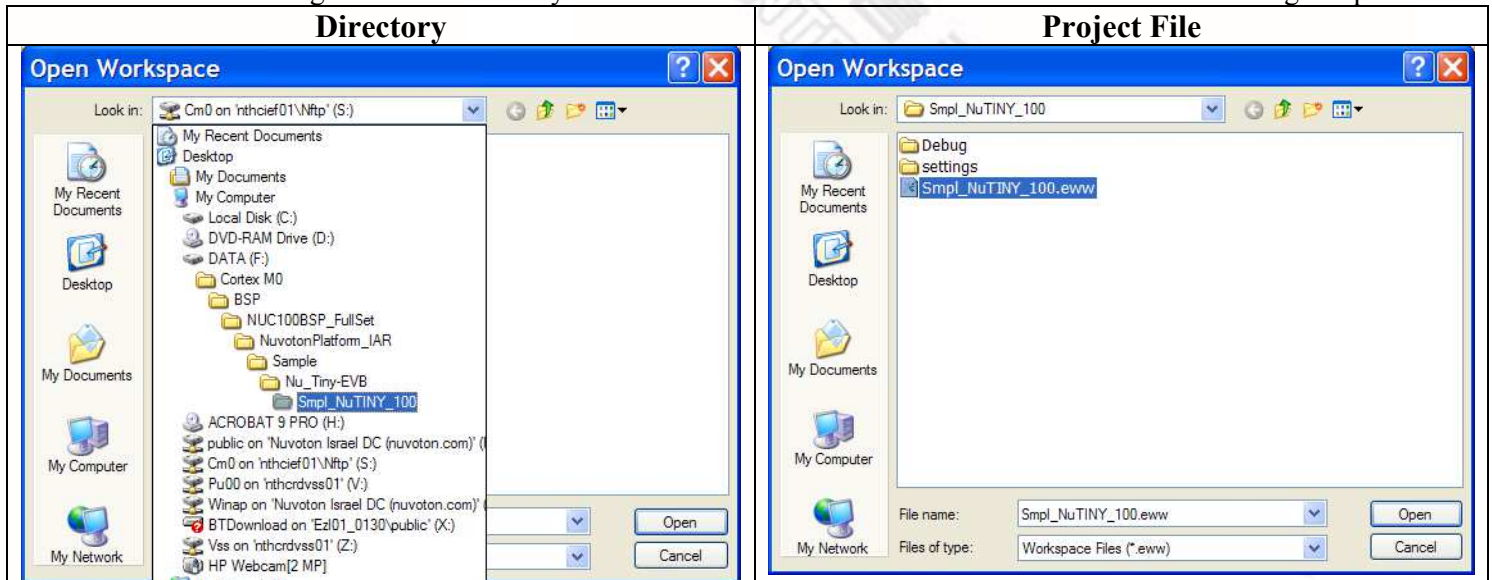 Directory
Project File
Open Workspace
Look in: Cm0 on 'nthcief01\Nftp' (S:)
My Recent Documents
Desktop
My Documents
My Computer
Local Disk (C:)
DVD-RAM Drive (D:)
DATA (F:)
Cortex M0
BSP
NUC100BSP_FullSet
NuvotonPlatform_IAR
Sample
Nu_Tiny-EVB
Smpl_NuTINY_100
ACROBAT 9 PRO (H:)
public on 'Nuvoton Israel DC (nuvoton.com)' (
Cm0 on 'nthcief01\Nftp' (S:)
Pu00 on 'nthcrdvss01' (V:)
Winap on 'Nuvoton Israel DC (nuvoton.com)' (
BTDownload on 'Ezl01_0130\public' (X:)
Vss on 'nthcrdvss01' (Z:)
HP Webcam[2 MP]
My Recent
Documents
Desktop
My Documents
My Computer
My Network
Open
Cancel
Open Workspace
Look in: Smpl_NuTINY_100
Debug
settings
Smpl_NuTINY_100.eww
My Recent
Documents
Desktop
My Documents
My Computer
My Network
File name: Smpl_NuTINY_100.eww Open
Files of type: Workspace Files (*.eww) Cancel